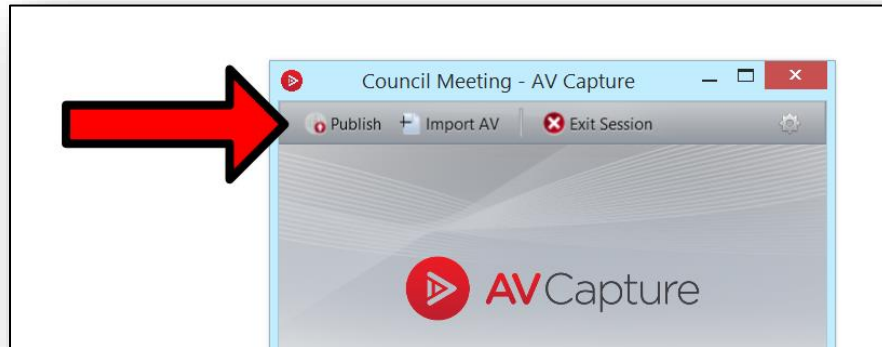 Council Meeting - AV Capture
Publish Import AV Exit Session
AVCapture